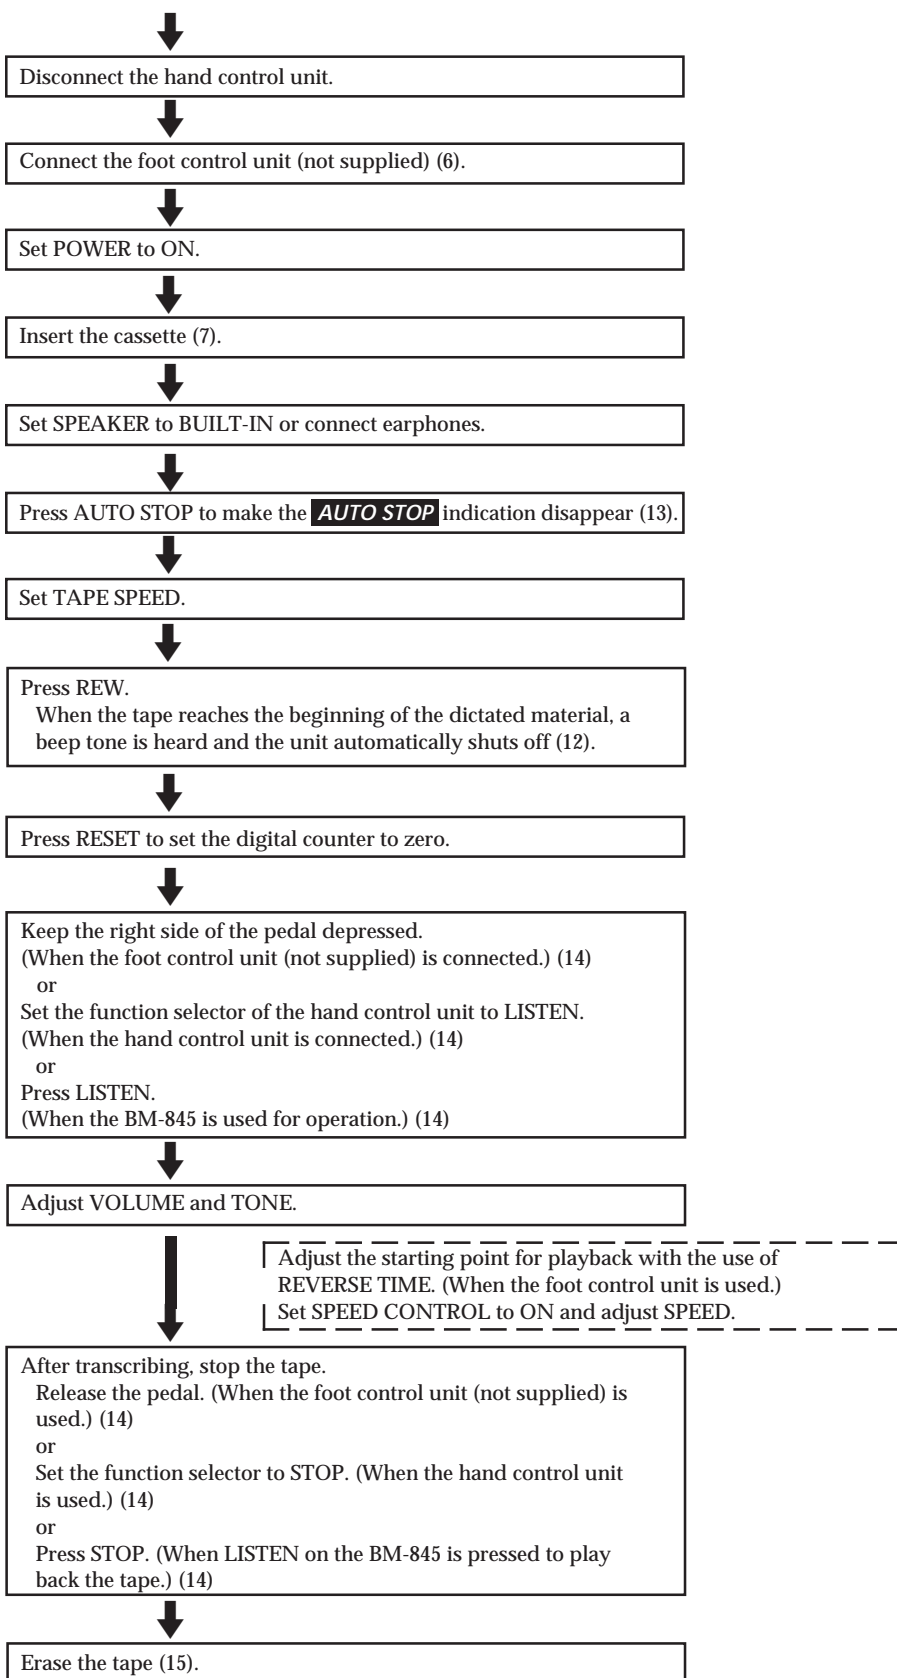 Disconnect the hand control unit.
Connect the foot control unit (not supplied) (6).
Set POWER to ON.
Insert the cassette (7).
Set SPEAKER to BUILT-IN or connect earphones.
Press AUTO STOP to make the AUTO STOP indication disappear (13).
Set TAPE SPEED.
Press REW.
When the tape reaches the beginning of the dictated material, a
beep tone is heard and the unit automatically shuts off (12).
Press RESET to set the digital counter to zero.
Keep the right side of the pedal depressed.
(When the foot control unit (not supplied) is connected.) (14)
or
Set the function selector of the hand control unit to LISTEN.
(When the hand control unit is connected.) (14)
or
Press LISTEN.
(When the BM-845 is used for operation.) (14)
Adjust VOLUME and TONE.
Adjust the starting point for playback with the use of
REVERSE TIME. (When the foot control unit is used.)
Set SPEED CONTROL to ON and adjust SPEED.
After transcribing, stop the tape.
Release the pedal. (When the foot control unit (not supplied) is
used.) (14)
or
Set the function selector to STOP. (When the hand control unit
is used.) (14)
or
Press STOP. (When LISTEN on the BM-845 is pressed to play
back the tape.) (14)
Erase the tape (15).